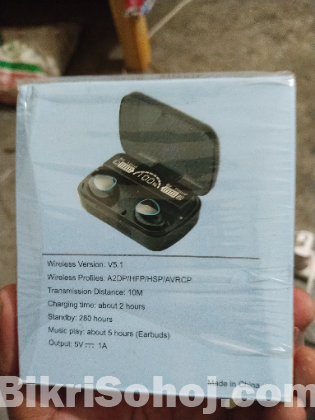 100
Wireless Version: V5.1
Wireless Profiles: A2DP/HFP/HSP/AVRCP
Transmission Distance: 10M
Charging time: about 2 hours
Standby: 280 hours
Music play: about 5 hours (Earbuds)
Output: 5V⎓1A
Made in China
BikriSohoj.com